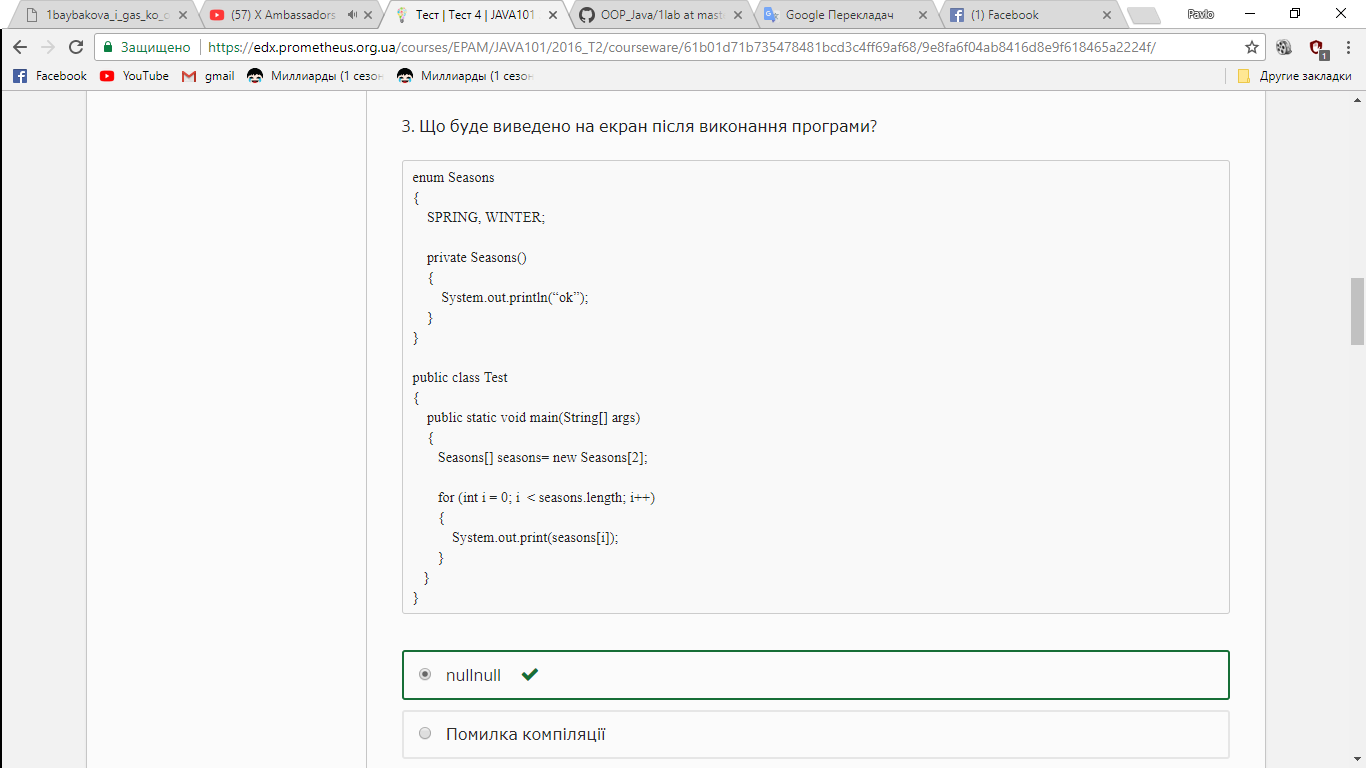 1baybakova_i_gas_ko_o
(57) X Ambassadors
Тест | Тест 4 | JAVA101
OOP_Java/1lab at mast
Google Перекладач
(1) Facebook
Pavlo
Защищено
https://edx.prometheus.org.ua/courses/EPAM/JAVA101/2016_T2/courseware/61b01d71b735478481bcd3c4ff69af68/9e8fa6f04ab8416d8e9f618465a2224f/
1
Facebook YouTube gmail Миллиарды (1 сезон Миллиарды (1 сезон Другие закладки
3. Що буде виведено на екран після виконання програми?
enum Seasons
{
SPRING, WINTER;
private Seasons()
{
System.out.println(“ok”);
}
}
public class Test
{
public static void main(String[] args)
{
Seasons[] seasons= new Seasons[2];
for (int i = 0; i < seasons.length; i++)
{
System.out.print(seasons[i]);
}
}
}
nullnull
Помилка компіляції